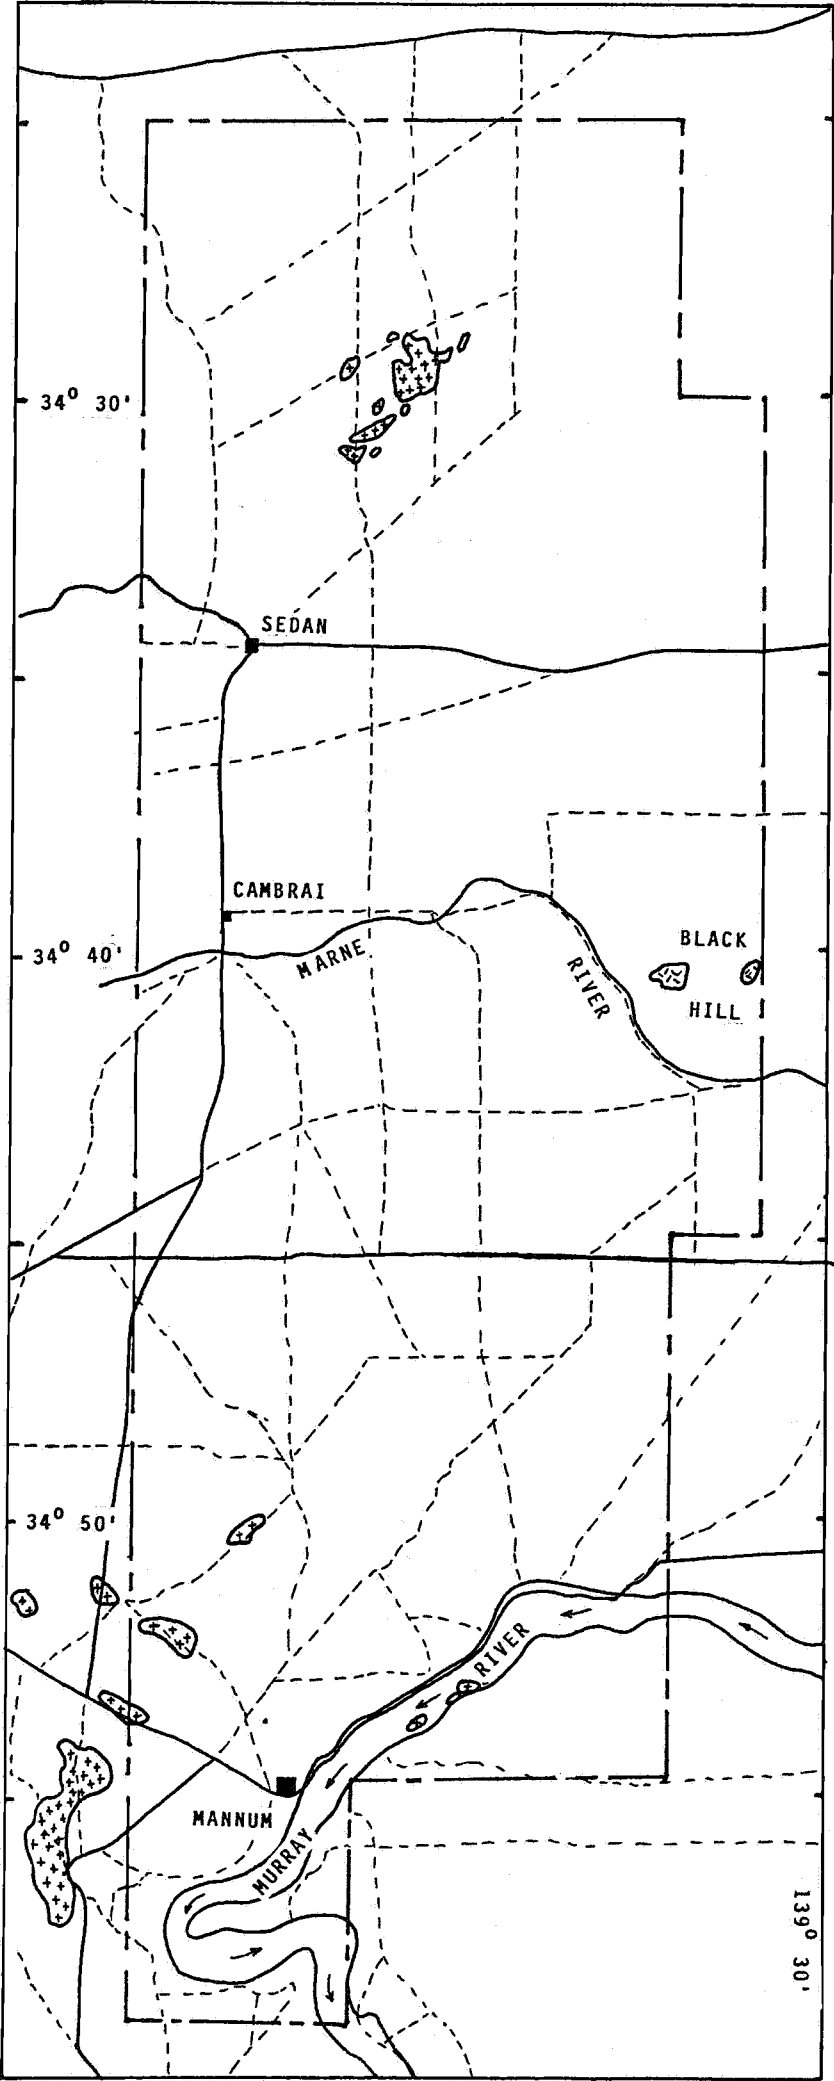 34° 30'
SEDAN
CAMBRAI
34° 40'
MARNE
RIVER
BLACK
HILL
34° 50'
RIVER
MANNUM
MURRAY
139° 30'